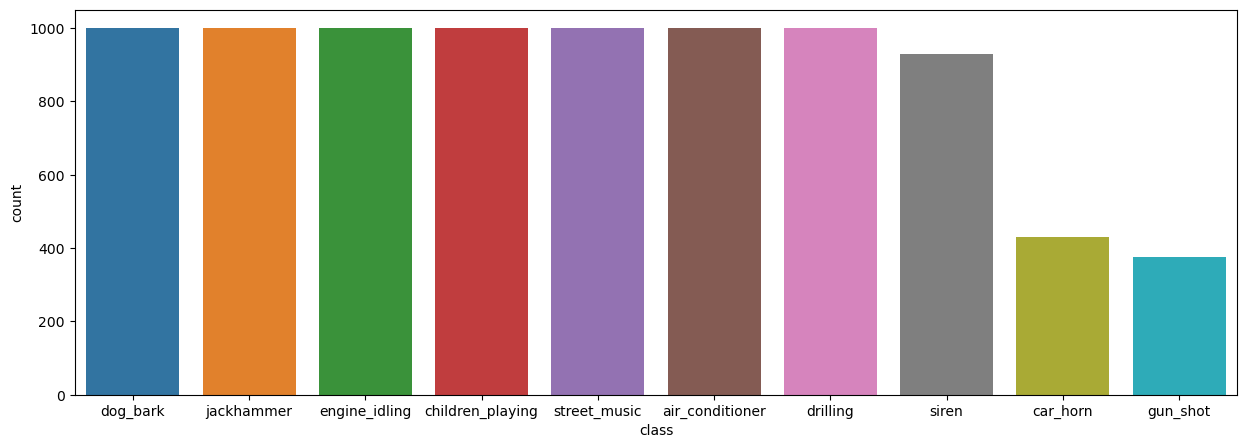 1000
800
600
400
200
0
count
dog_bark jackhammer engine_idling children_playing street_music air_conditioner drilling siren car_horn gun_shot
class